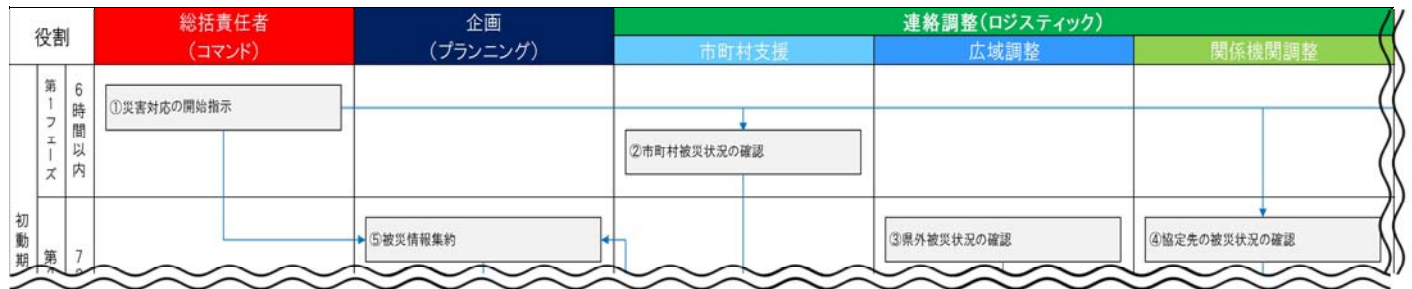 役割
総括責任者
(コマンド)
企画
(プランニング)
連絡調整(ロジスティック)
市町村支援
広域調整
関係機関調整
初動期
第1フェーズ
6時間以内
①災害対応の開始指示
②市町村被災状況の確認
第
7
⑤被災情報集約
③県外被災状況の確認
④協定先の被災状況の確認